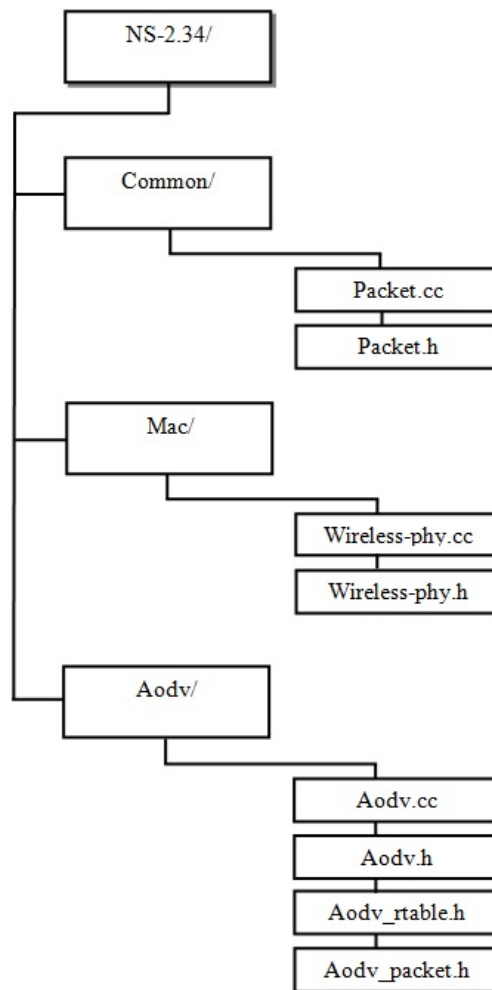 NS-2.34/
Common/
Packet.cc
Packet.h
Mac/
Wireless-phy.cc
Wireless-phy.h
Aodv/
Aodv.cc
Aodv.h
Aodv_rtable.h
Aodv_packet.h